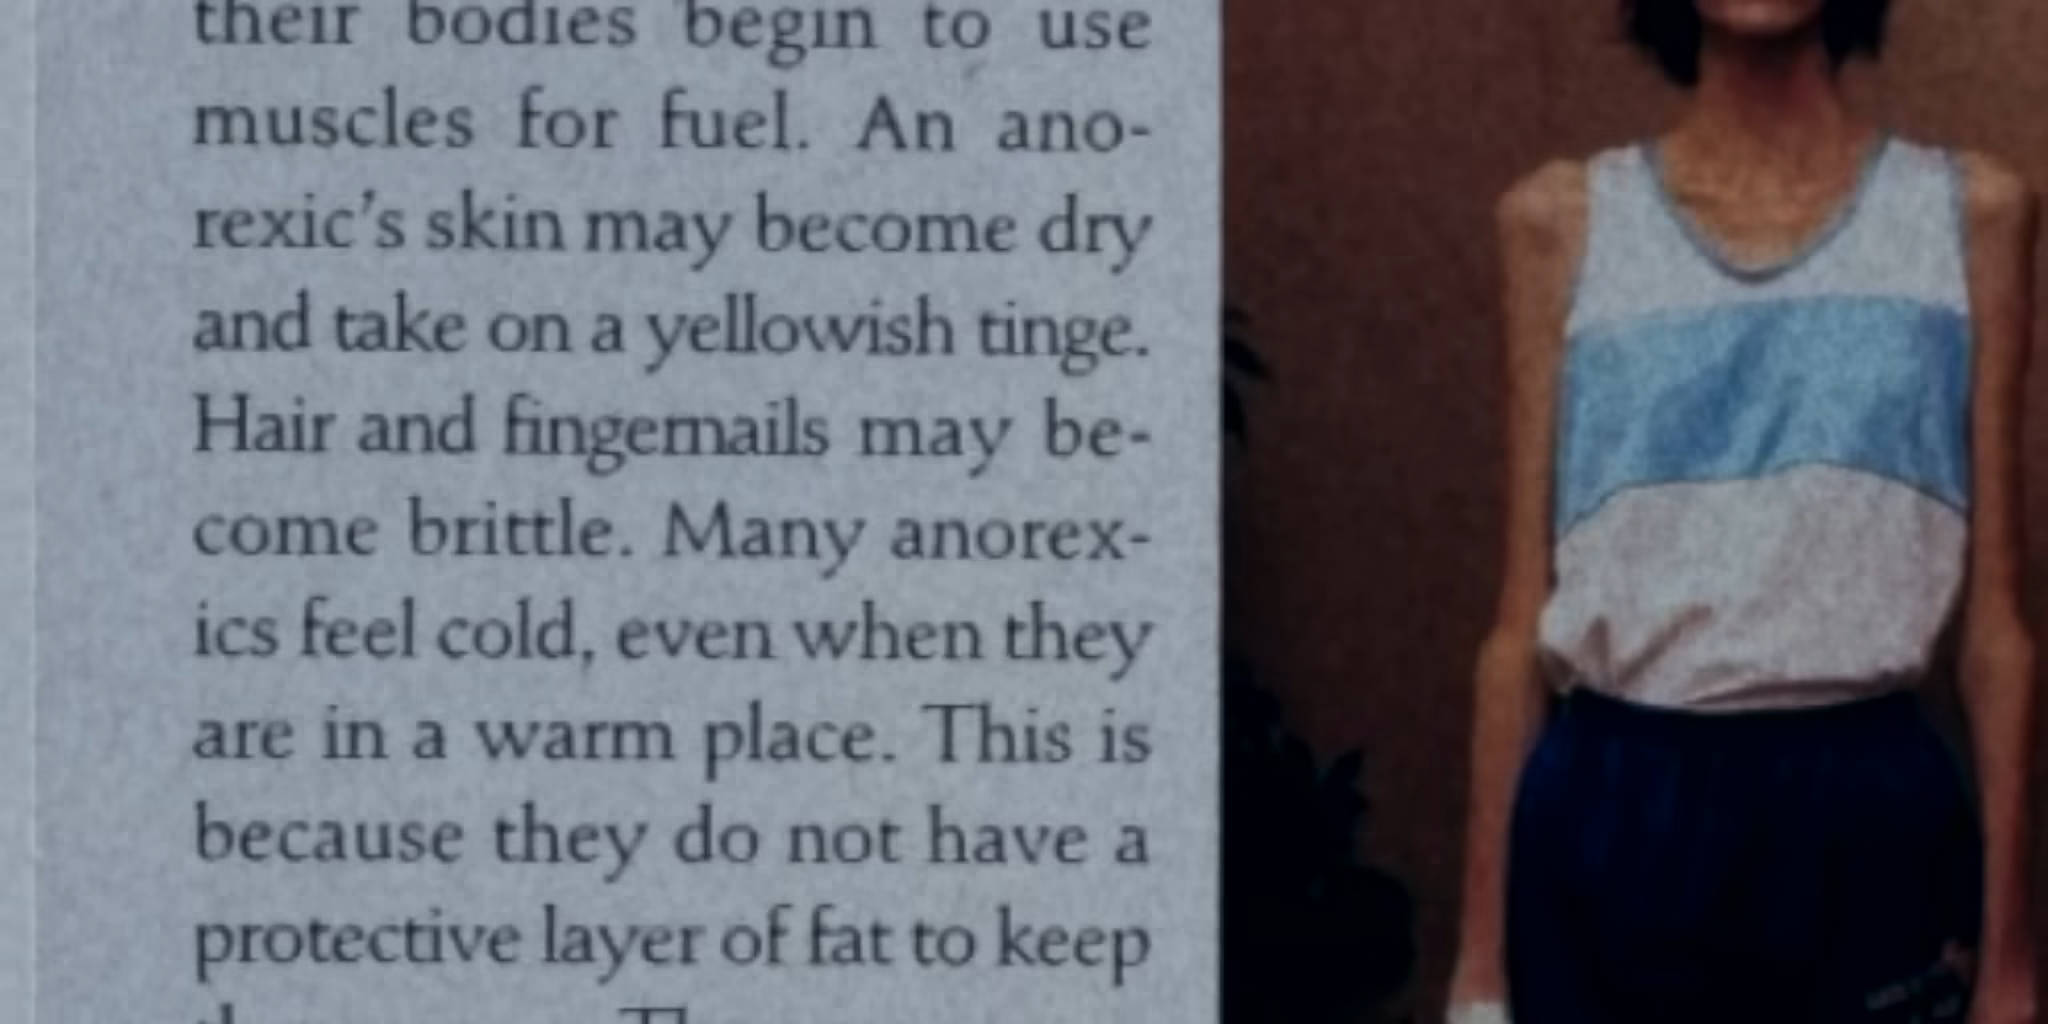 their bodies begin to use
muscles for fuel. An ano-
rexic's skin may become dry
and take on a yellowish tinge.
Hair and fingernails may be-
come brittle. Many anorex-
ics feel cold, even when they
are in a warm place. This is
because they do not have a
protective layer of fat to keep